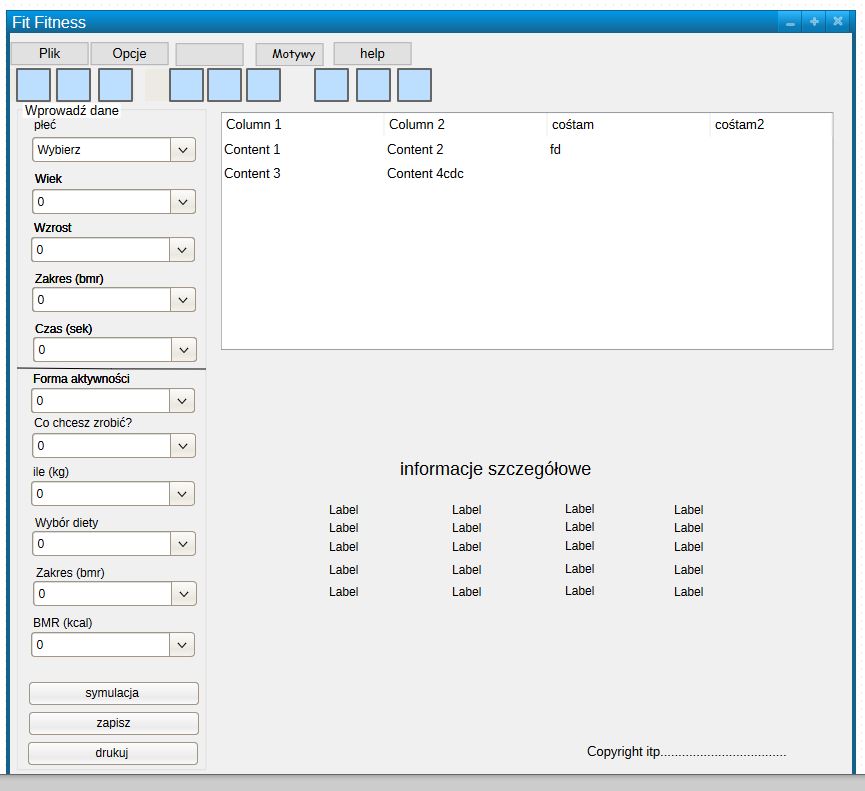 Fit Fitness
Plik Opcje Motywy help
Wprowadź dane
płeć
Wybierz
Wiek
0
Wzrost
0
Zakres (bmr)
0
Czas (sek)
0
Forma aktywności
0
Co chcesz zrobić?
0
ile (kg)
0
Wybór diety
0
Zakres (bmr)
0
BMR (kcal)
0
symulacja
zapisz
drukuj
Column 1 Column 2 cośtam cośtam2
Content 1 Content 2 fd
Content 3 Content 4cdc
informacje szczegółowe
Label Label Label Label
Label Label Label Label
Label Label Label Label
Label Label Label Label
Label Label Label Label
Copyright itp...................................